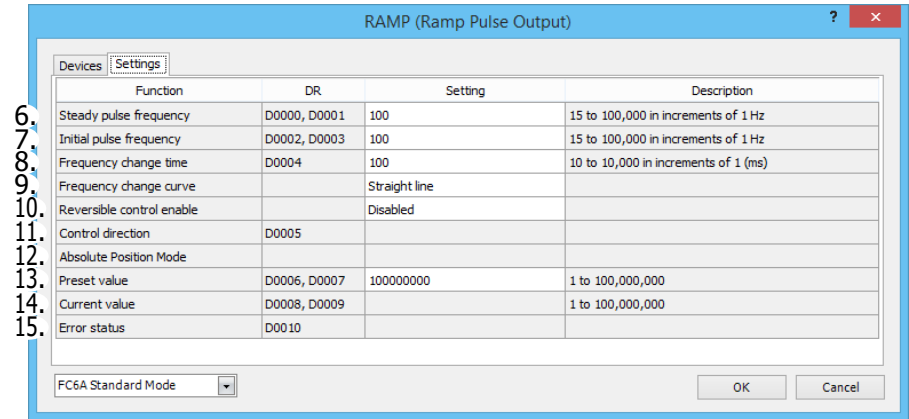 RAMP (Ramp Pulse Output) ? ×
Devices Settings
Function DR Setting Description
6. Steady pulse frequency D0000, D0001 100 15 to 100,000 in increments of 1 Hz
7. Initial pulse frequency D0002, D0003 100 15 to 100,000 in increments of 1 Hz
8. Frequency change time D0004 100 10 to 10,000 in increments of 1 (ms)
9. Frequency change curve Straight line
10. Reversible control enable Disabled
11. Control direction D0005
12. Absolute Position Mode
13. Preset value D0006, D0007 100000000 1 to 100,000,000
14. Current value D0008, D0009 1 to 100,000,000
15. Error status D0010
FC6A Standard Mode OK Cancel